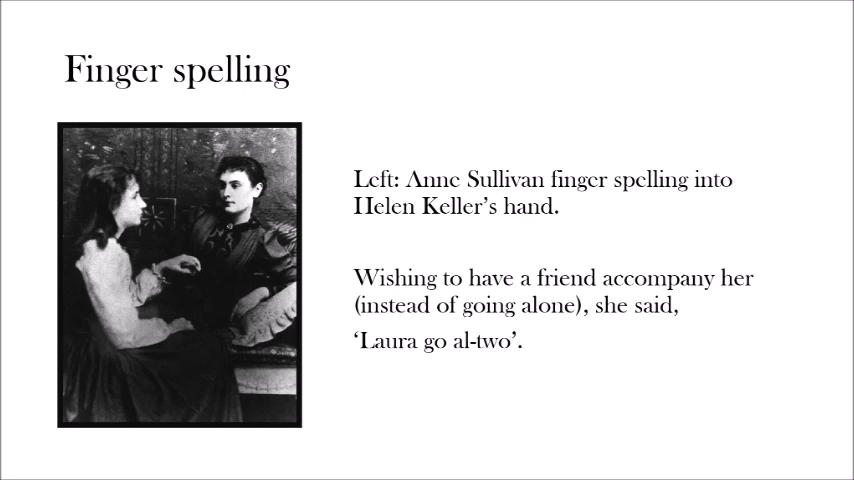 Finger spelling
Left: Anne Sullivan finger spelling into
Helen Keller’s hand.
Wishing to have a friend accompany her
(instead of going alone), she said,
‘Laura go al-two’.